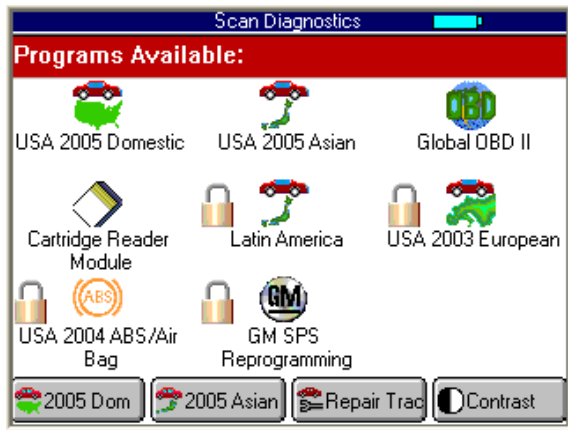 Scan Diagnostics
Programs Available:
USA 2005 Domestic
USA 2005 Asian
OBD
Global OBD II
Cartridge Reader
Module
Latin America
USA 2003 European
ABS
USA 2004 ABS/Air
Bag
GM
GM SPS
Reprogramming
2005 Dom
2005 Asian
Repair Trac
Contrast